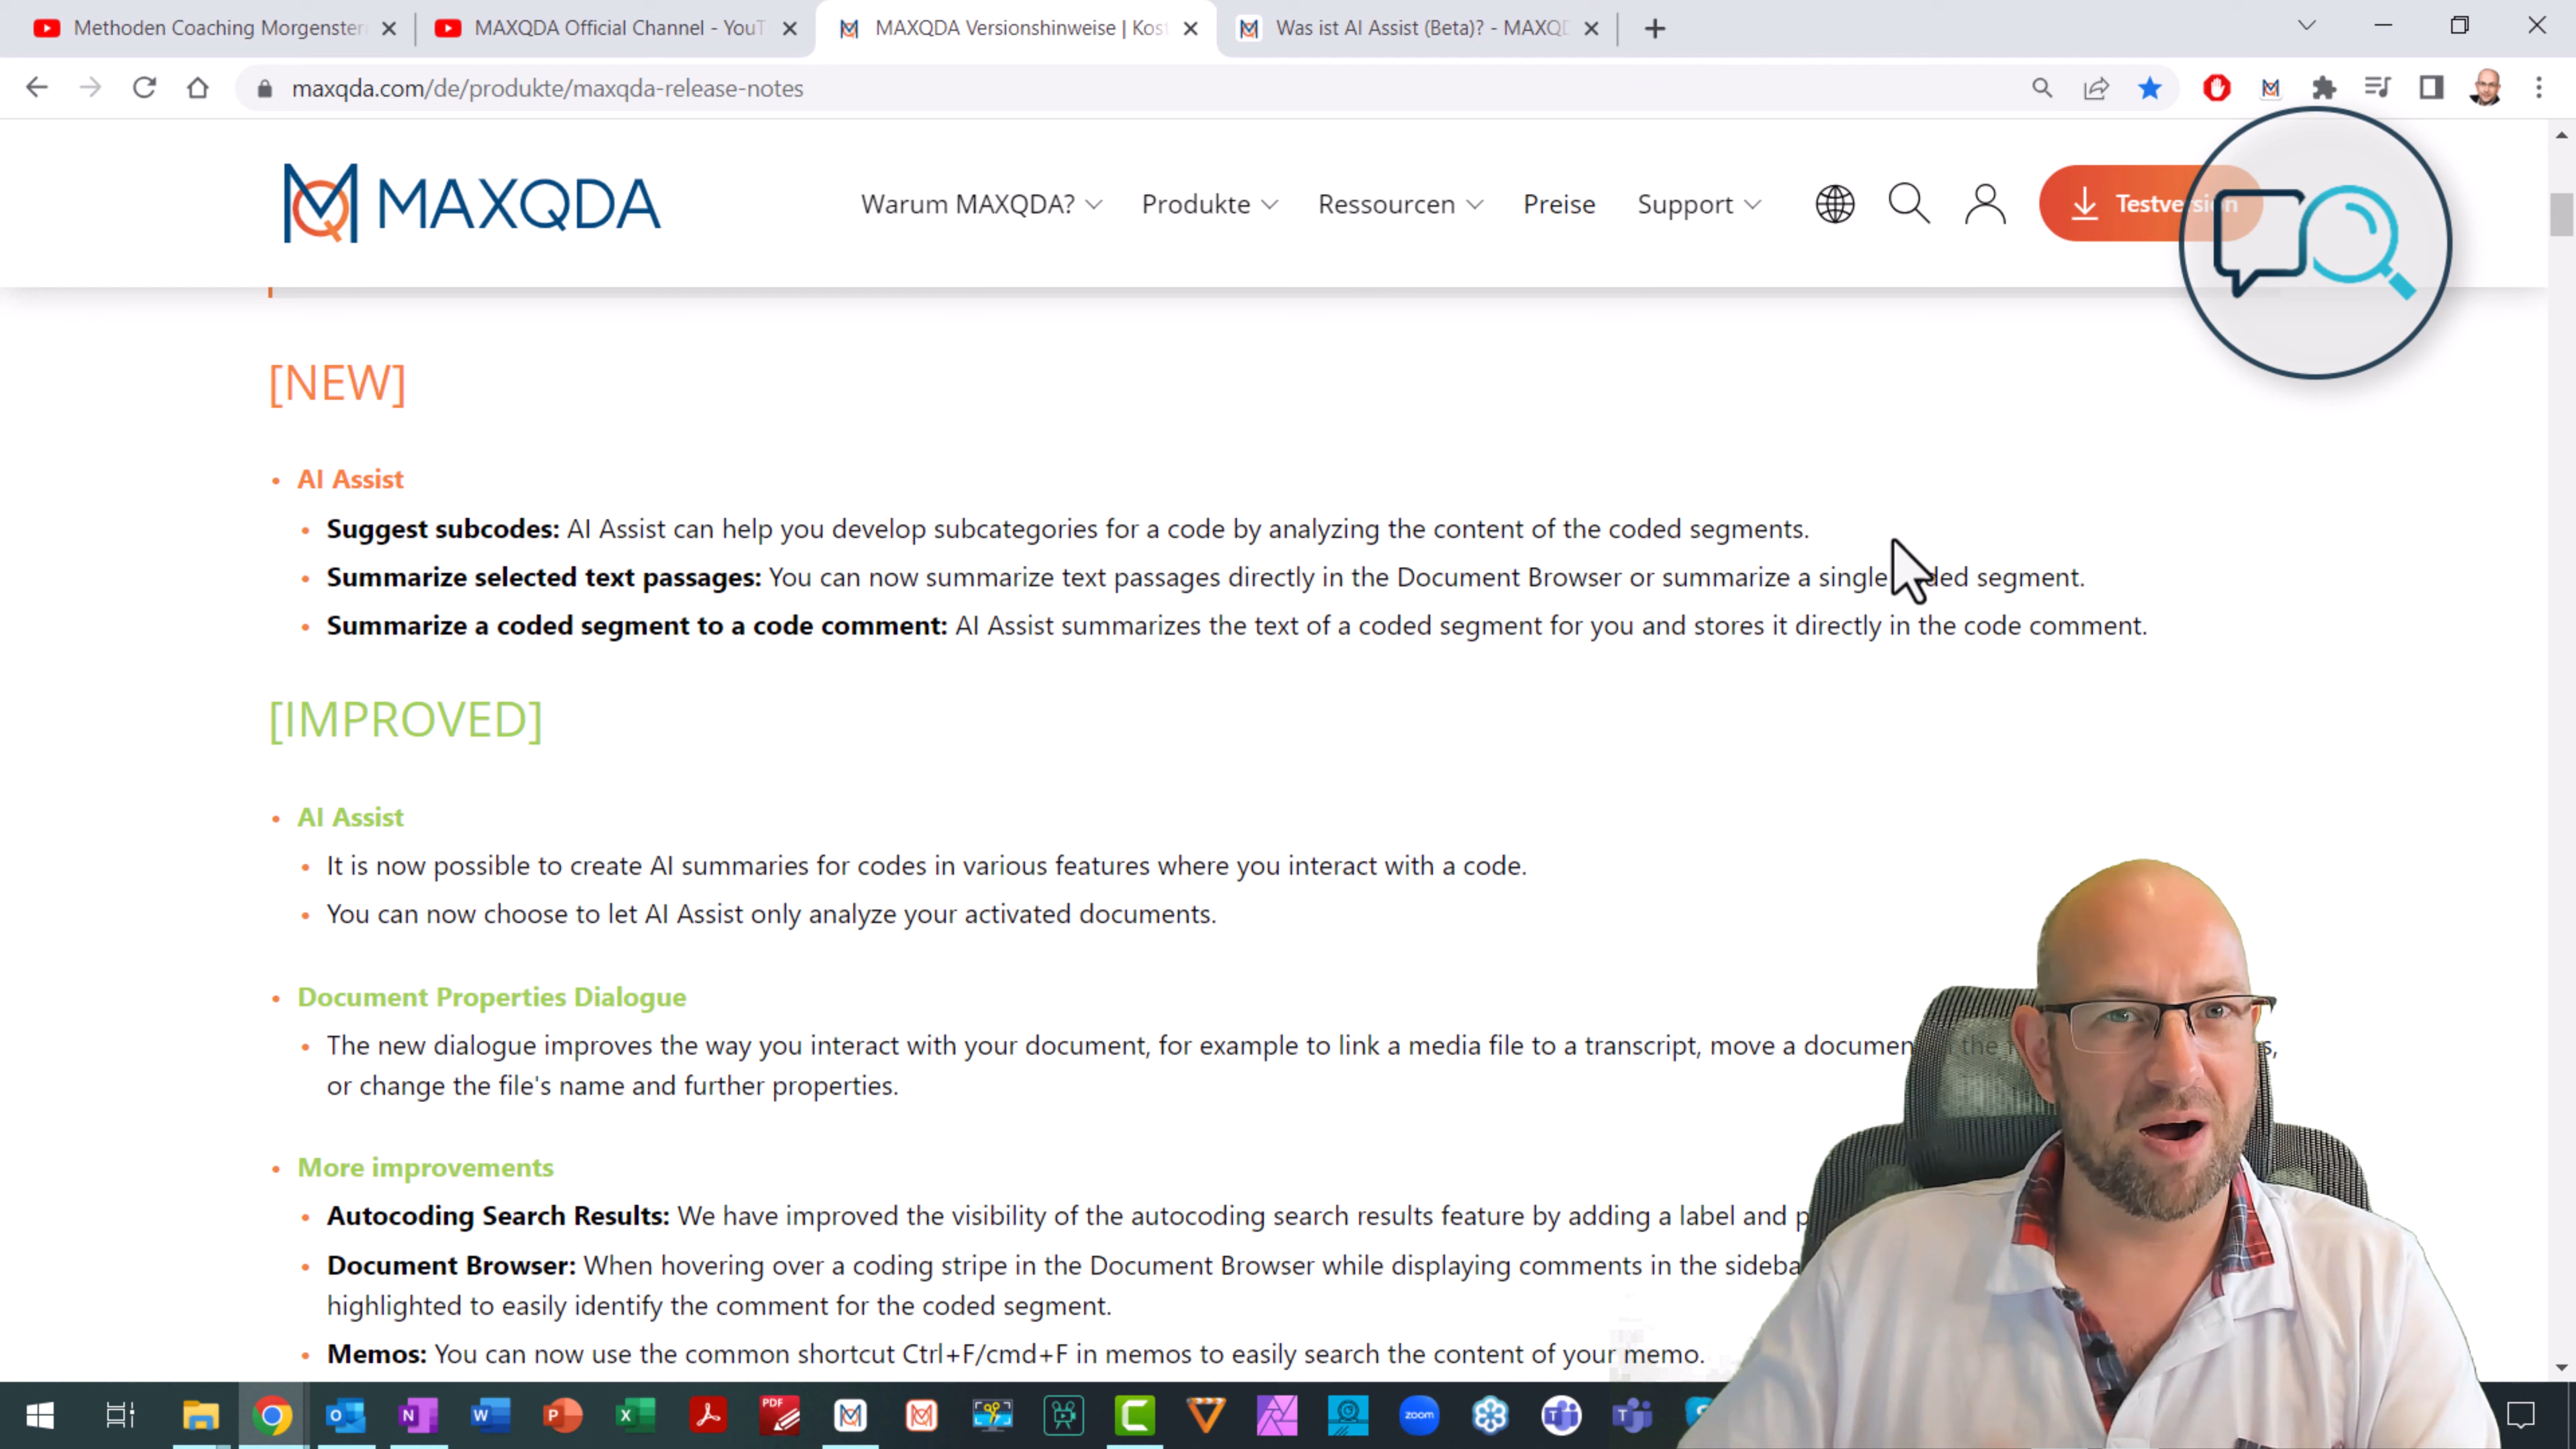 Methoden Coaching Morgenster
MAXQDA Official Channel - YouT
MAXQDA Versionshinweise | Kost
Was ist AI Assist (Beta)? - MAXQD
maxqda.com/de/produkte/maxqda-release-notes
MAXQDA
Warum MAXQDA?
Produkte
Ressourcen
Preise
Support
Testversion
[NEW]
• AI Assist
• Suggest subcodes: AI Assist can help you develop subcategories for a code by analyzing the content of the coded segments.
• Summarize selected text passages: You can now summarize text passages directly in the Document Browser or summarize a single ded segment.
• Summarize a coded segment to a code comment: AI Assist summarizes the text of a coded segment for you and stores it directly in the code comment.
[IMPROVED]
• AI Assist
• It is now possible to create AI summaries for codes in various features where you interact with a code.
• You can now choose to let AI Assist only analyze your activated documents.
• Document Properties Dialogue
• The new dialogue improves the way you interact with your document, for example to link a media file to a transcript, move a documen the s,
or change the file's name and further properties.
• More improvements
• Autocoding Search Results: We have improved the visibility of the autocoding search results feature by adding a label and p
• Document Browser: When hovering over a coding stripe in the Document Browser while displaying comments in the sideba
highlighted to easily identify the comment for the coded segment.
• Memos: You can now use the common shortcut Ctrl+F/cmd+F in memos to easily search the content of your memo.
PDF
zoom